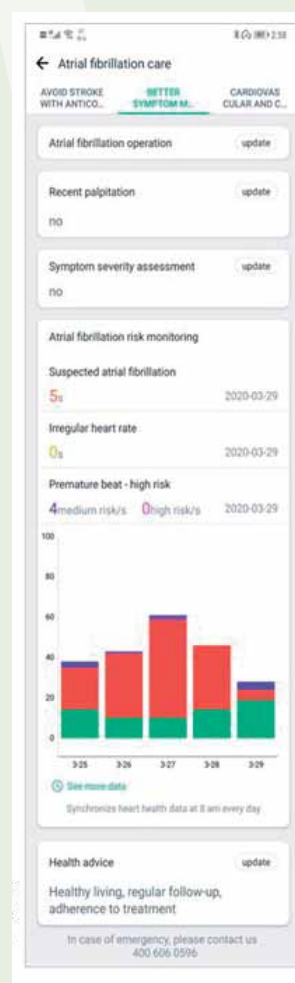 2:58
Atrial fibrillation care
AVOID STROKE
WITH ANTICO...
BETTER
SYMPTOM M...
CARDIOVAS
CULAR AND C...
Atrial fibrillation operation
update
Recent palpitation
update
no
Symptom severity assessment
update
no
Atrial fibrillation risk monitoring
Suspected atrial fibrillation
5s
2020-03-29
Irregular heart rate
0s
2020-03-29
Premature beat - high risk
4medium risk/s 0high risk/s 2020-03-29
100
80
60
40
20
0
3-25 3-26 3-27 3-28 3-29
See more data
Synchronize heart health data at 8 am every day
Health advice
update
Healthy living, regular follow-up,
adherence to treatment
In case of emergency, please contact us
400 606 0596